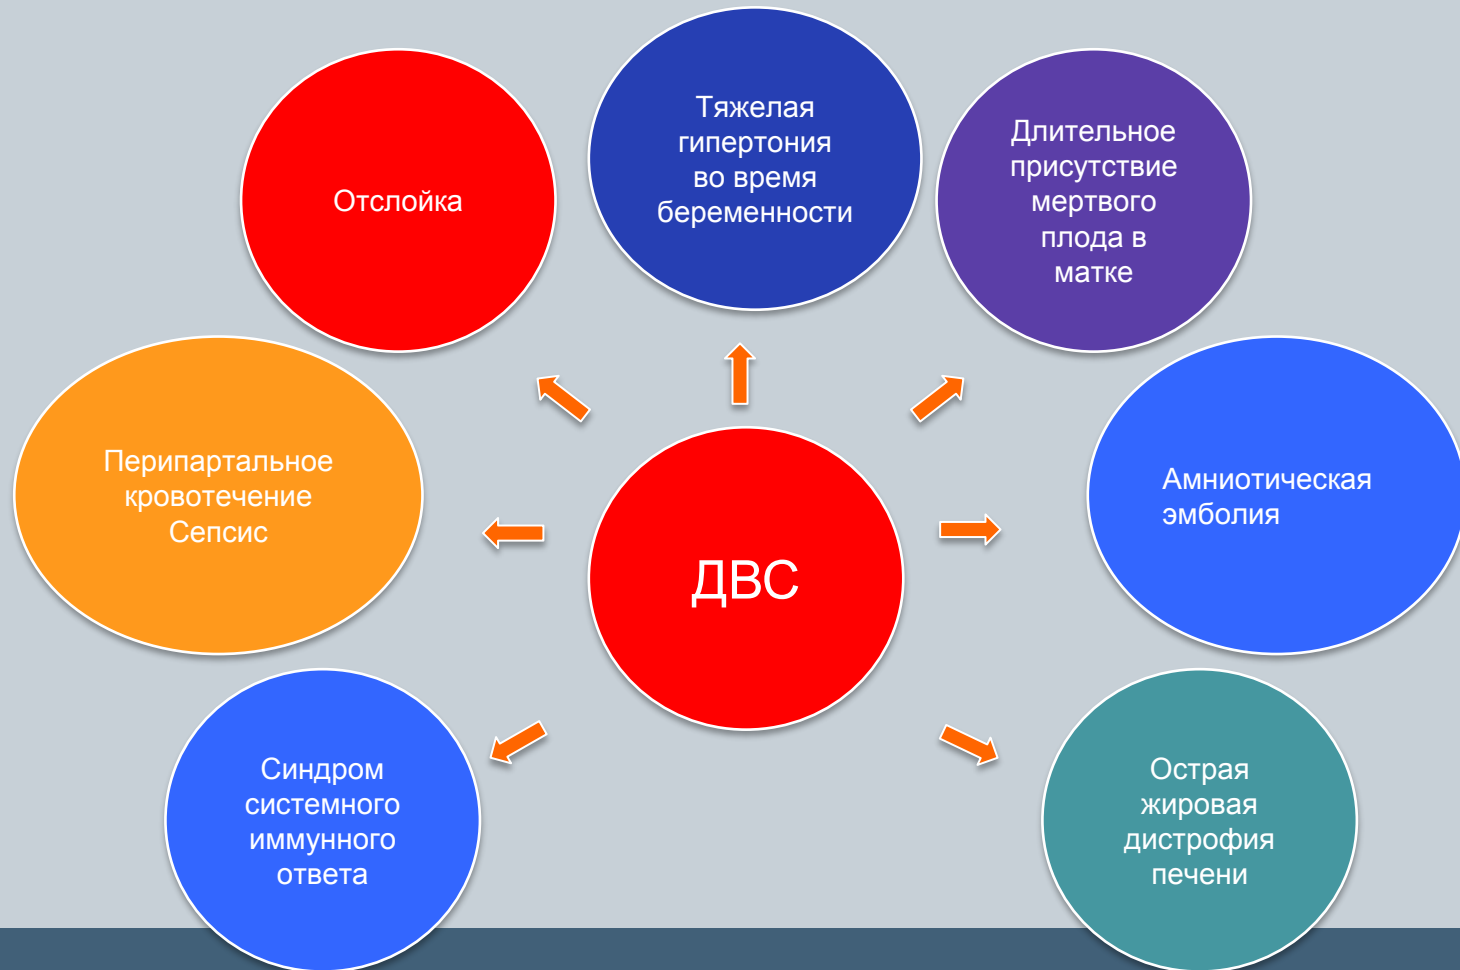 Отслойка
Тяжелая
гипертония
во время
беременности
Длительное
присутствие
мертвого
плода в
матке
Перипартальное
кровотечение
Сепсис
ДВС
Амниотическая
эмболия
Синдром
системного
иммунного
ответа
Острая
жировая
дистрофия
печени